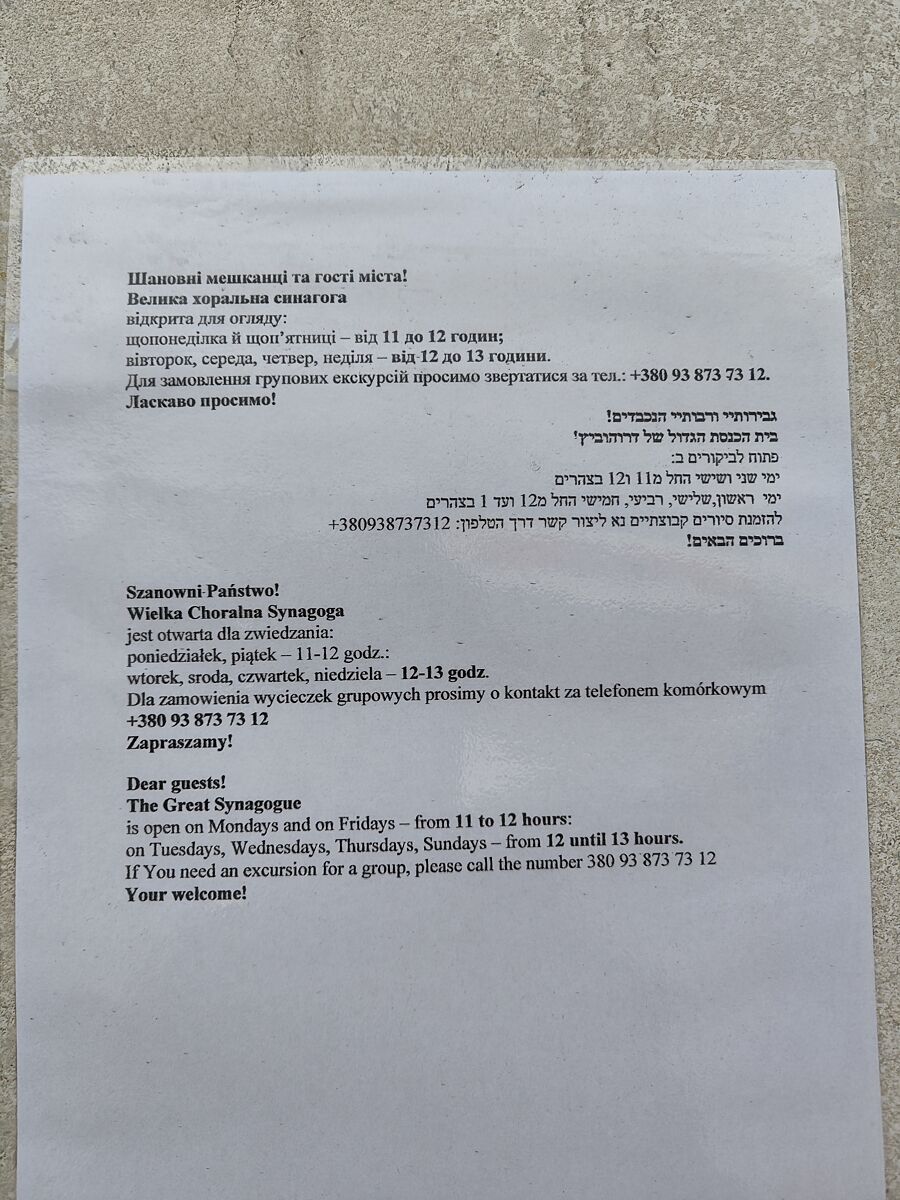 Шановні мешканці та гості міста!
Велика хоральна синагога
відкрита для огляду:
щопонеділка й щоп’ятниці – від 11 до 12 годин;
вівторок, середа, четвер, неділя – від 12 до 13 години.
Для замовлення групових екскурсій просимо звертатися за тел.: +380 93 873 73 12.
Ласкаво просимо!
גבירותיי ורבותיי הנכבדים!
בית הכנסת הגדול של דרוהוביץ'
פתוח לביקורים ב:
ימי שני ושישי החל מ11 ו12 בצהרים
ימי ראשון,שלישי, רביעי, חמישי החל מ12 ועד 1 בצהרים
להזמנת סיורים קבוצתיים נא ליצור קשר דרך הטלפון: 380938737312+
ברוכים הבאים!
Szanowni Państwo!
Wielka Choralna Synagoga
jest otwarta dla zwiedzania:
poniedziałek, piątek – 11-12 godz.:
wtorek, sroda, czwartek, niedziela – 12-13 godz.
Dla zamowienia wycieczek grupowych prosimy o kontakt za telefonem komórkowym
+380 93 873 73 12
Zapraszamy!
Dear guests!
The Great Synagogue
is open on Mondays and on Fridays – from 11 to 12 hours:
on Tuesdays, Wednesdays, Thursdays, Sundays – from 12 until 13 hours.
If You need an excursion for a group, please call the number 380 93 873 73 12
Your welcome!